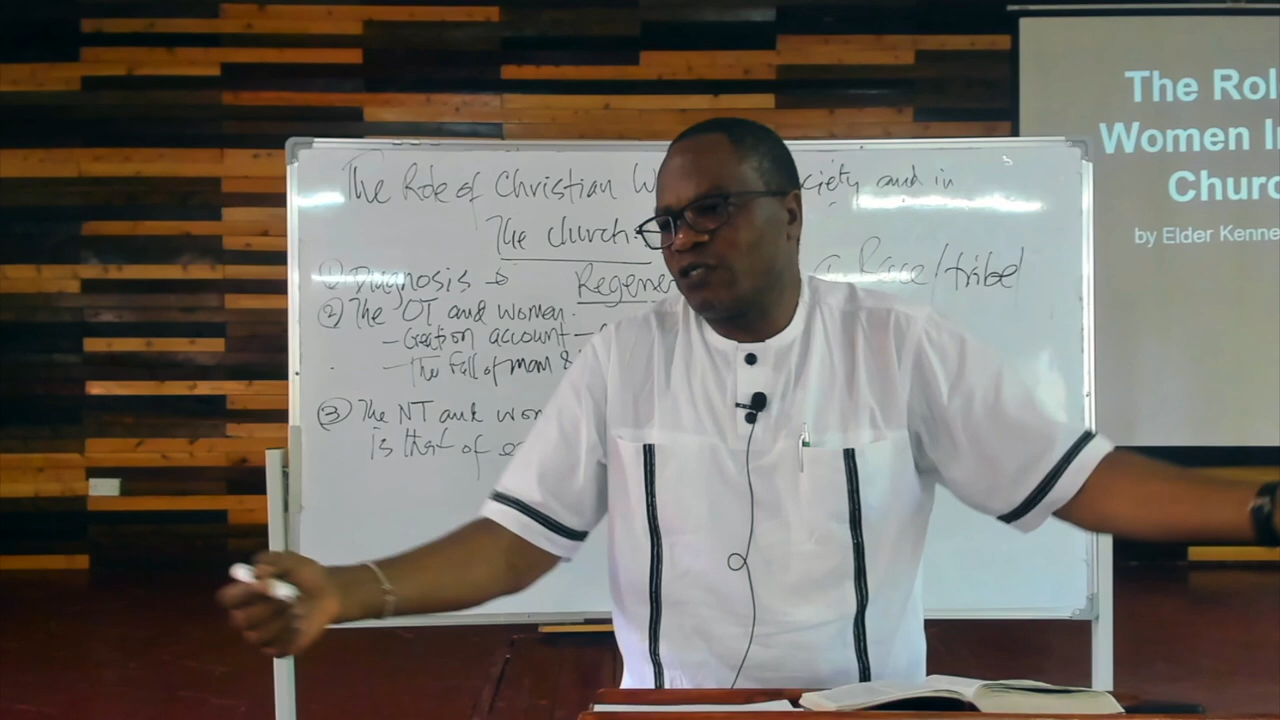 The Role of Christian W ciety and in
The church
① Diagnosis → Regener a Race/tribe
② The OT and women.
- Creation account -
- The Fall of man &
③ The NT and wom
is that of
The Rol
Women I
Churc
by Elder Kenne